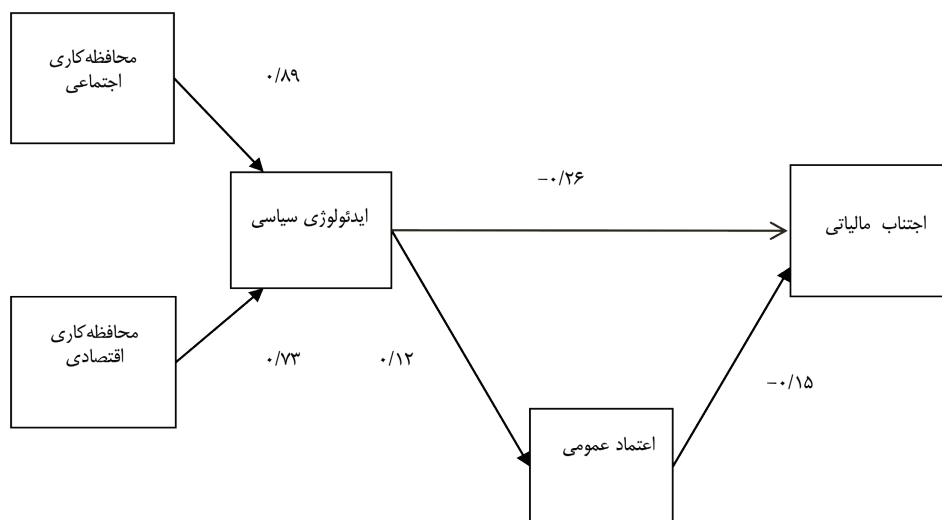 محافظه‌کاری
اجتماعی
۰/۸۹
ایدئولوژی سیاسی
-۰/۲۶
اجتناب مالیاتی
محافظه‌کاری
اقتصادی
۰/۷۳
۰/۱۲
-۰/۱۵
اعتماد عمومی